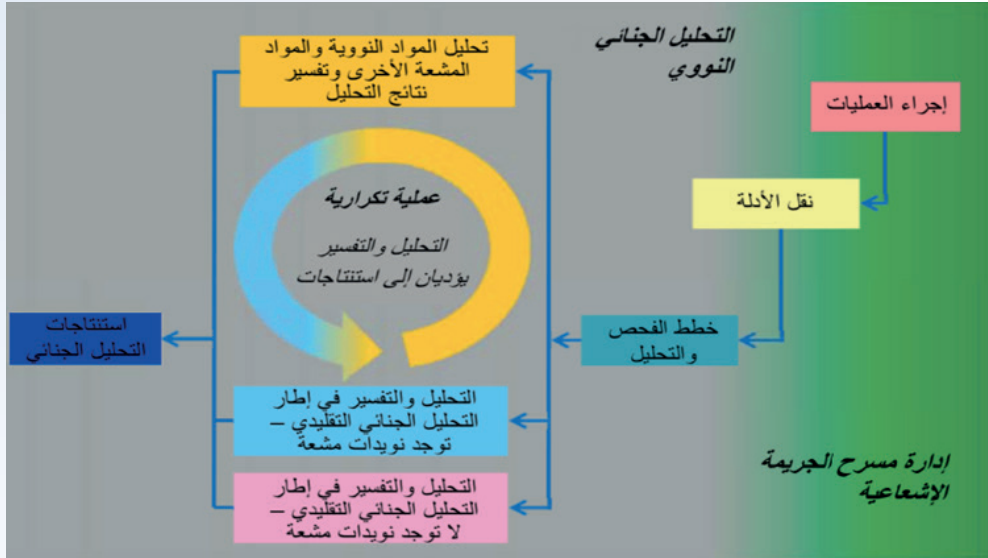 التحليل الجنائي
النووي
إجراء العمليات
نقل الأدلة
خطط الفحص
والتحليل
تحليل المواد النووية والمواد
المشعة الأخرى وتفسير
نتائج التحليل
عملية تكرارية
التحليل والتفسير
يؤديان إلى استنتاجات
التحليل والتفسير في إطار
التحليل الجنائي التقليدي –
توجد نويدات مشعة
التحليل والتفسير في إطار
التحليل الجنائي التقليدي –
لا توجد نويدات مشعة
استنتاجات
التحليل الجنائي
إدارة مسرح الجريمة
الإشعاعية